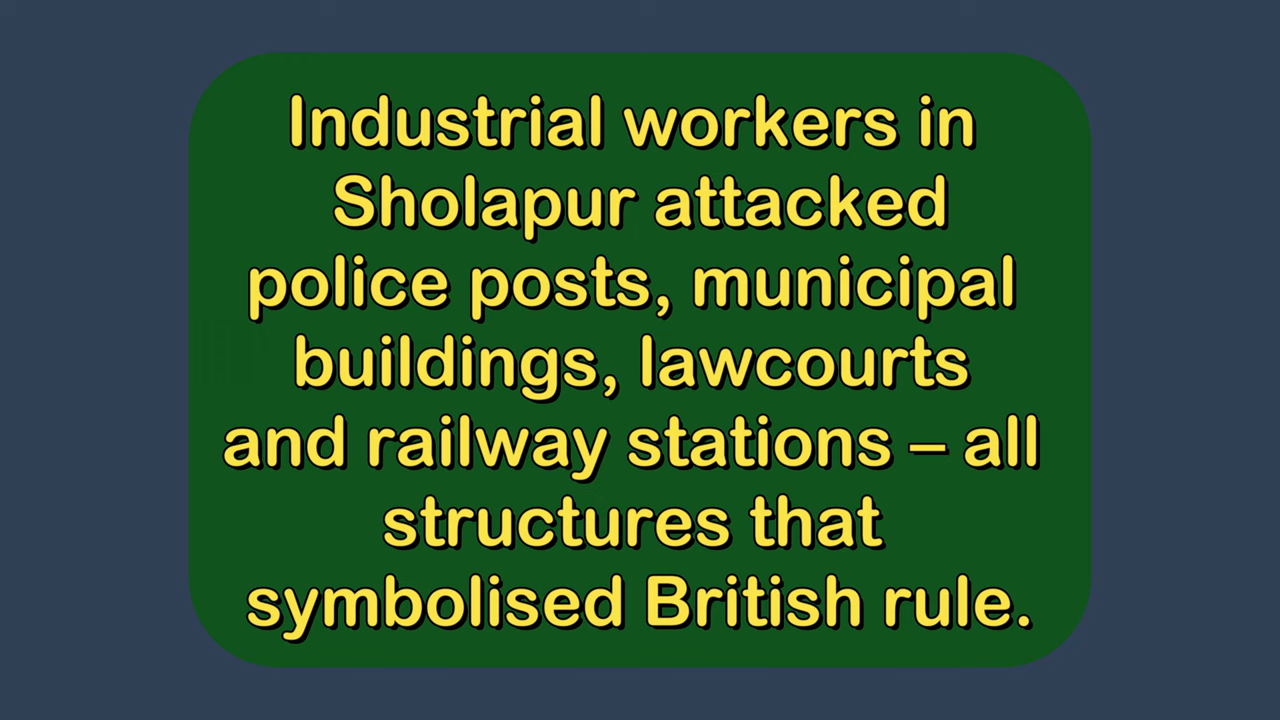 Industrial workers in
Sholapur attacked
police posts, municipal
buildings, lawcourts
and railway stations – all
structures that
symbolised British rule.